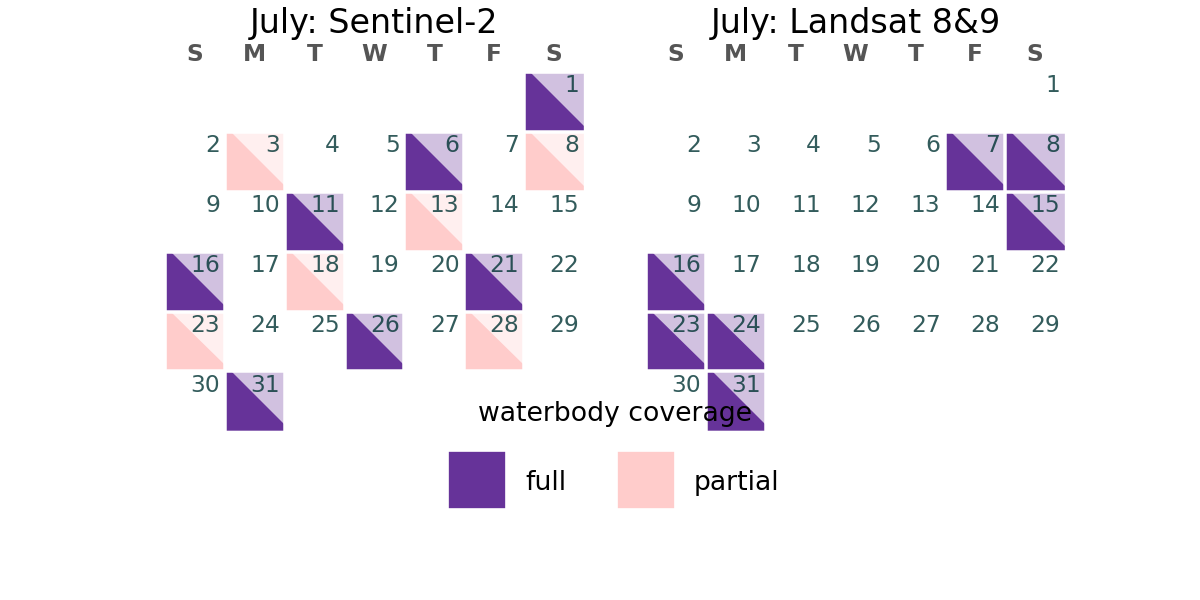 July: Sentinel-2
S M T W T F S
1
2 3 4 5 6 7 8
9 10 11 12 13 14 15
16 17 18 19 20 21 22
23 24 25 26 27 28 29
30 31
July: Landsat 8&9
S M T W T F S
1
2 3 4 5 6 7 8
9 10 11 12 13 14 15
16 17 18 19 20 21 22
23 24 25 26 27 28 29
30 31
waterbody coverage
full partial